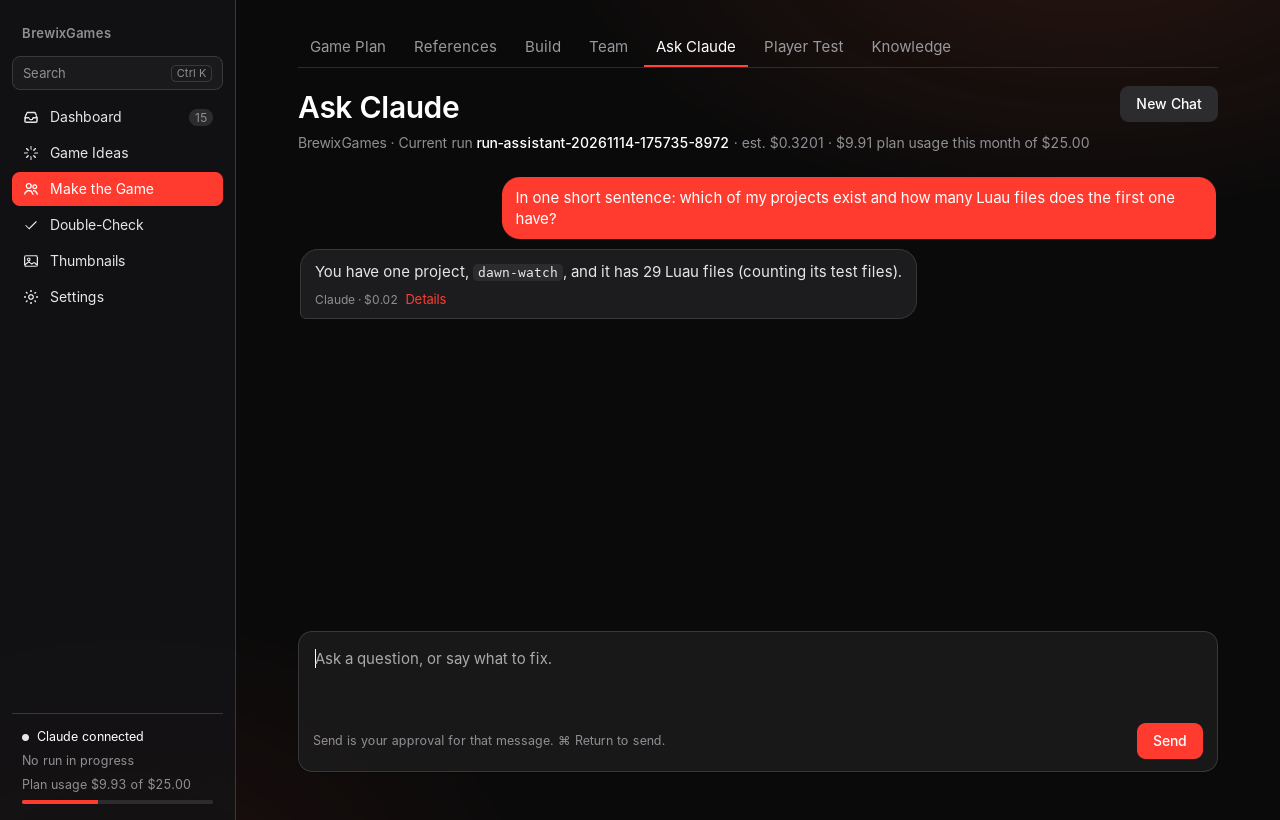 BrewixGames
Search
Ctrl K
Dashboard
15
Game Ideas
Make the Game
Double-Check
Thumbnails
Settings
Claude connected
No run in progress
Plan usage $9.93 of $25.00
Game Plan
References
Build
Team
Ask Claude
Player Test
Knowledge
Ask Claude
New Chat
BrewixGames · Current run run-assistant-20261114-175735-8972 · est. $0.3201 · $9.91 plan usage this month of $25.00
In one short sentence: which of my projects exist and how many Luau files does the first one
have?
You have one project, dawn-watch, and it has 29 Luau files (counting its test files).
Claude · $0.02 Details
Ask a question, or say what to fix.
Send is your approval for that message. ⌘ Return to send.
Send